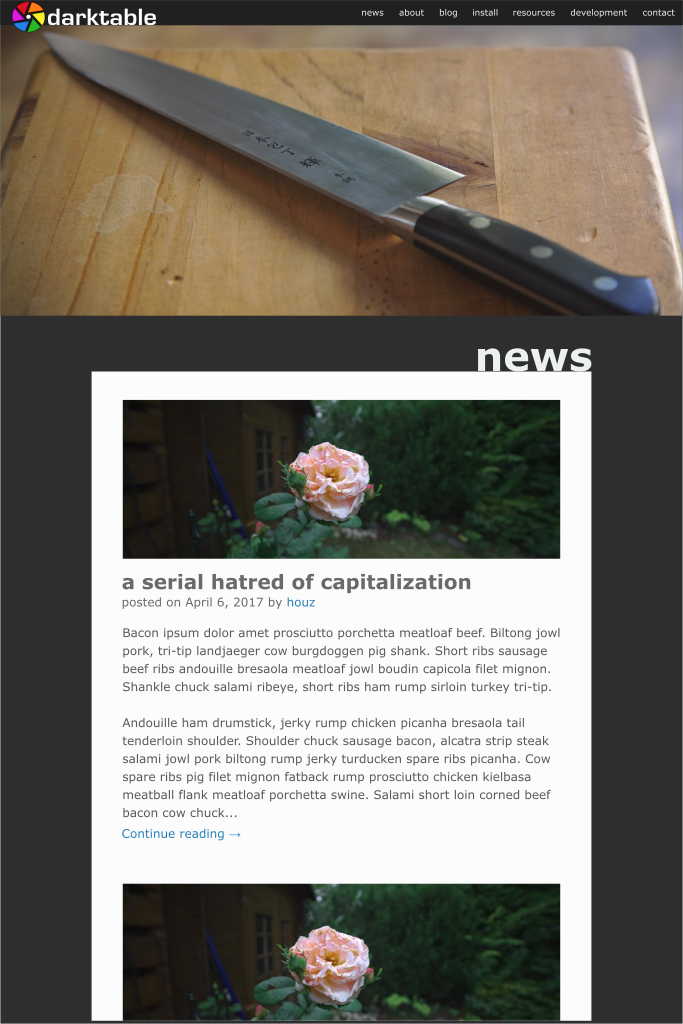 darktable
news about blog install resources development contact
日本包丁
輝
news
a serial hatred of capitalization
posted on April 6, 2017 by houz
Bacon ipsum dolor amet prosciutto porchetta meatloaf beef. Biltong jowl
pork, tri-tip landjaeger cow burgdoggen pig shank. Short ribs sausage
beef ribs andouille bresaola meatloaf jowl boudin capicola filet mignon.
Shankle chuck salami ribeye, short ribs ham rump sirloin turkey tri-tip.
Andouille ham drumstick, jerky rump chicken picanha bresaola tail
tenderloin shoulder. Shoulder chuck sausage bacon, alcatra strip steak
salami jowl pork biltong rump jerky turducken spare ribs picanha. Cow
spare ribs pig filet mignon fatback rump prosciutto chicken kielbasa
meatball flank meatloaf porchetta swine. Salami short loin corned beef
bacon cow chuck...
Continue reading →